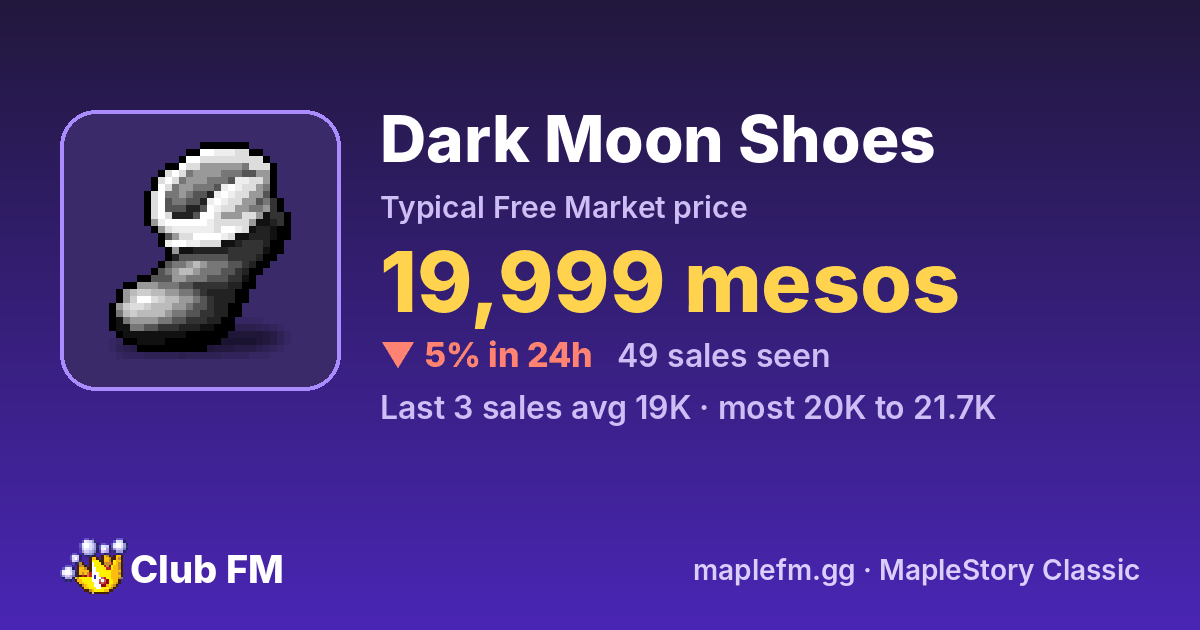 Dark Moon Shoes
Typical Free Market price
19,999 mesos
▼ 5% in 24h 49 sales seen
Last 3 sales avg 19K · most 20K to 21.7K
Club FM
maplefm.gg · MapleStory Classic